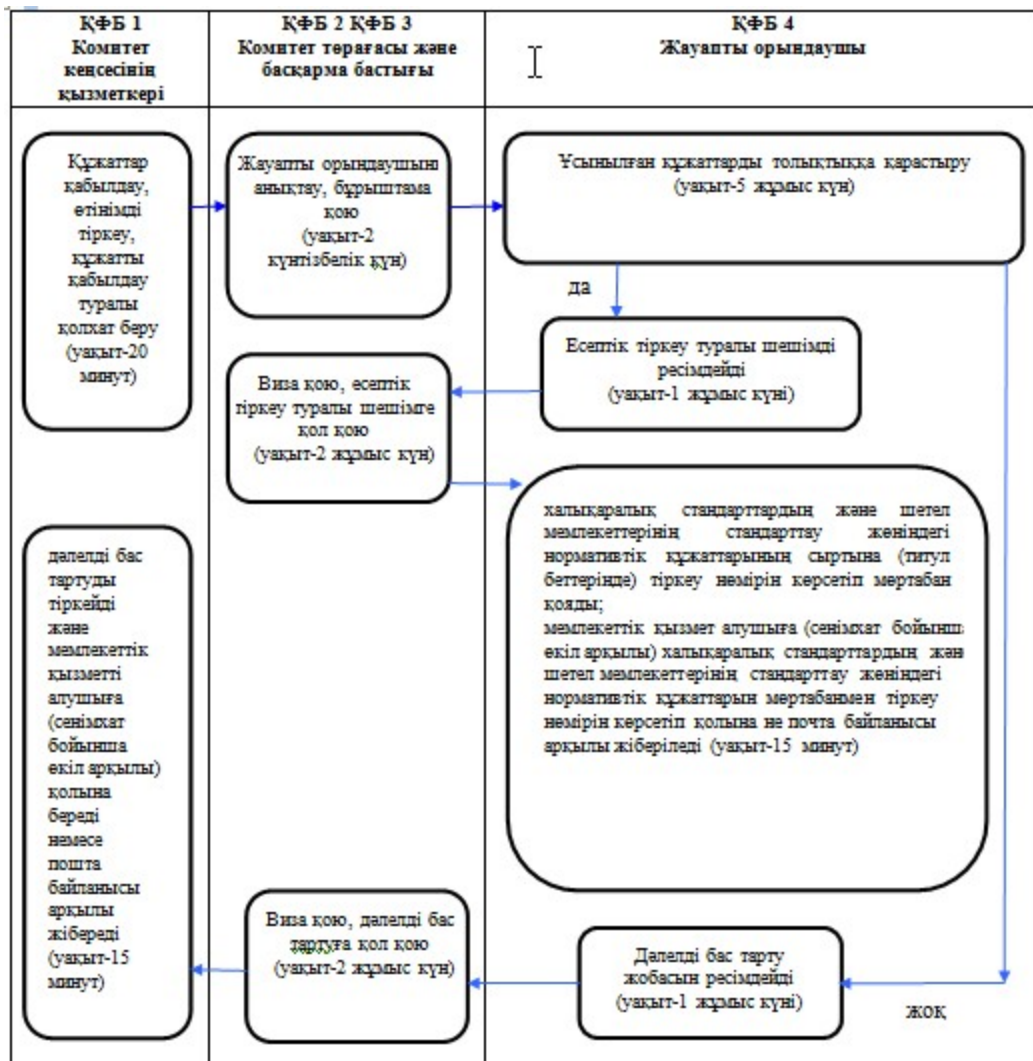 ҚФБ 1
Комитет
кеңсесінің
қызметкері
ҚФБ 2 ҚФБ 3
Комитет төрағасы және
басқарма бастығы
ҚФБ 4
Жауапты орындаушы
Құжаттар
қабылдау,
өтінімді
тіркеу,
құжатты
қабылдау
туралы
қолхат беру
(уақыт-20
минут)
Жауапты орындаушыны
анықтау, бұрыштама
қою
(уақыт-2
күнтізбелік күн)
Ұсынылған құжаттарды толықтыққа қарастыру
(уақыт-5 жұмыс күн)
да
Есептік тіркеу туралы шешімді
ресімдейді
(уақыт-1 жұмыс күні)
Виза қою, есептік
тіркеу туралы шешімге
қол қою
(уақыт-2 жұмыс күн)
халықаралық стандарттардың және шетел
мемлекеттерінің стандарттау жөніндегі
нормативтік құжаттарының сыртына (титул
беттерінде) тіркеу нөмірін көрсетіп мөртабан
қояды;
мемлекеттік қызмет алушыға (сенімхат бойынша
өкіл арқылы) халықаралық стандарттардың жән
шетел мемлекеттерінің стандарттау жөніндегі
нормативтік құжаттарын мөртабанмен тіркеу
нөмірін көрсетіп қолына не почта байланысы
арқылы жіберіледі (уақыт-15 минут)
дәлелді бас
тартуды
тіркейді
және
мемлекеттік
қызметті
алушыға
(сенімхат
бойынша
өкіл арқылы)
қолына
береді
немесе
пошта
байланысы
арқылы
жібереді
(уақыт-15
минут)
Виза қою, дәлелді бас
тартуға қол қою
(уақыт-2 жұмыс күн)
Дәлелді бас тарту
жобасын ресімдейді
(уақыт-1 жұмыс күні)
жоқ